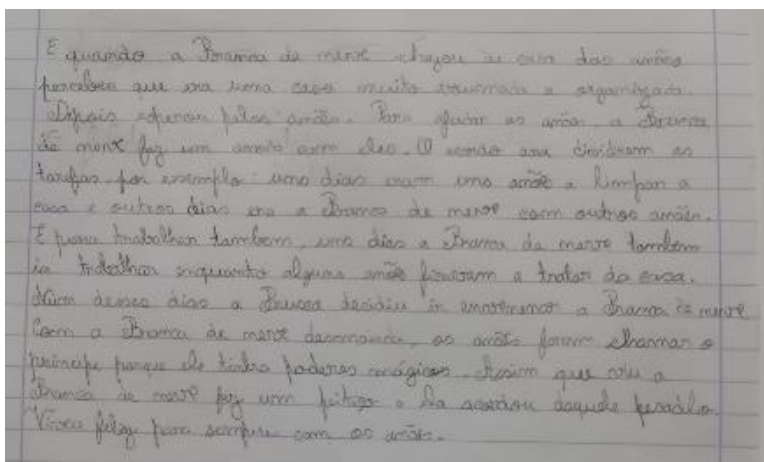 E quando a Branca de neve chegou à casa dos anões
percebeu que era uma casa muito arrumada e organizada.
Depois esperou pelos anões. Para ajudar os anões a Branca
de neve fez um acordo com eles. O acordo era dividirem as
tarefas, por exemplo: uns dias eram uns anões a limpar a
casa e outros dias era a Branca de neve com outros anões.
E para trabalhar também, uns dias a Branca de neve também
ia trabalhar enquanto alguns anões ficavam a tratar da casa.
Num desses dias a Bruxa decidiu ir envenenar a Branca de neve
Com a Branca de neve desmaiada, os anões foram chamar o
príncipe porque ele tinha poderes mágicos. Assim que viu a
Branca de neve fez um feitiço e ela acordou daquele pesadelo.
Viveu feliz para sempre com os anões.